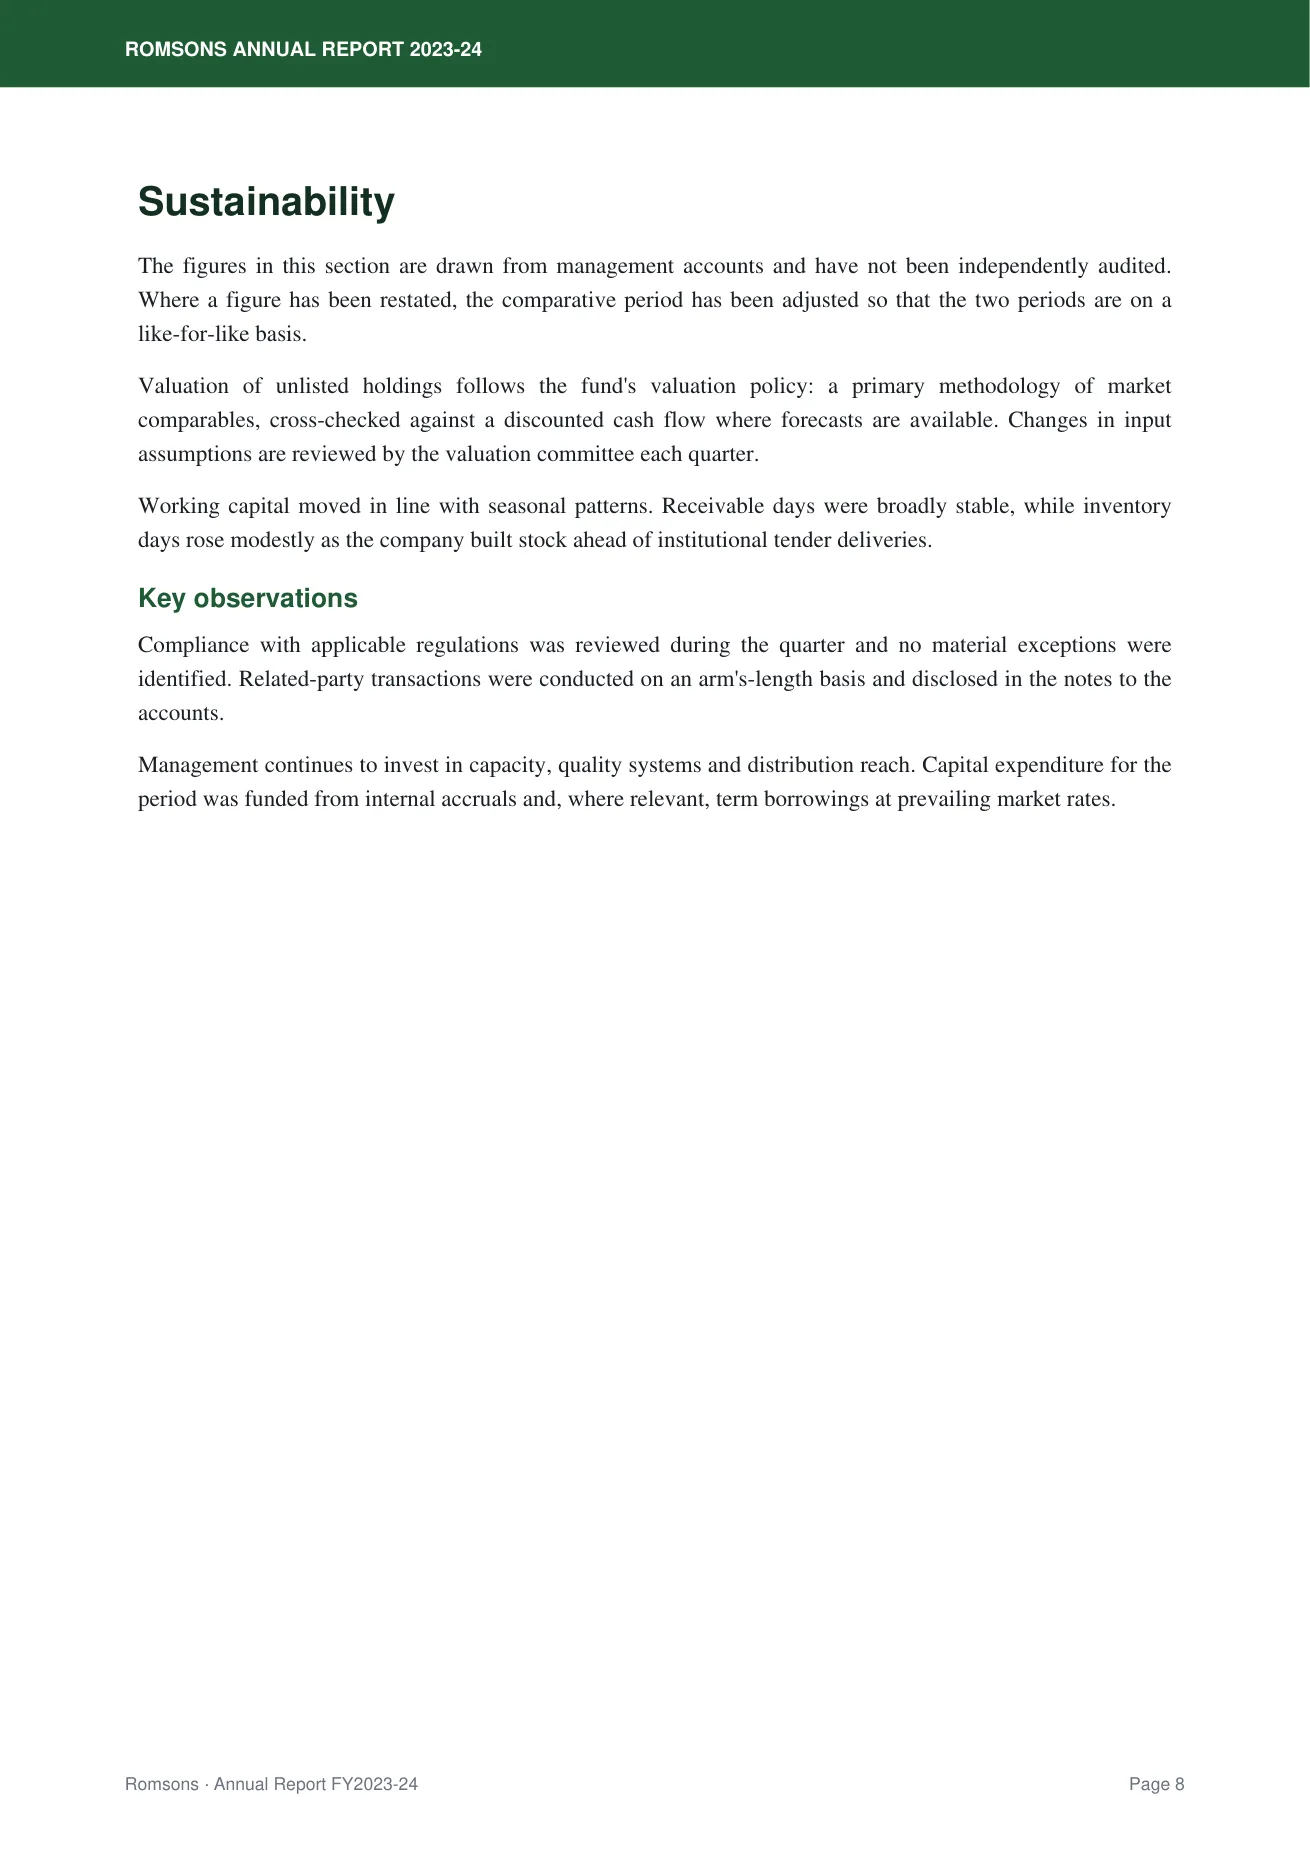 ROMSONS ANNUAL REPORT 2023-24
Sustainability
The figures in this section are drawn from management accounts and have not been independently audited.
Where a figure has been restated, the comparative period has been adjusted so that the two periods are on a
like-for-like basis.
Valuation of unlisted holdings follows the fund's valuation policy: a primary methodology of market
comparables, cross-checked against a discounted cash flow where forecasts are available. Changes in input
assumptions are reviewed by the valuation committee each quarter.
Working capital moved in line with seasonal patterns. Receivable days were broadly stable, while inventory
days rose modestly as the company built stock ahead of institutional tender deliveries.
Key observations
Compliance with applicable regulations was reviewed during the quarter and no material exceptions were
identified. Related-party transactions were conducted on an arm's-length basis and disclosed in the notes to the
accounts.
Management continues to invest in capacity, quality systems and distribution reach. Capital expenditure for the
period was funded from internal accruals and, where relevant, term borrowings at prevailing market rates.
Romsons · Annual Report FY2023-24
Page 8